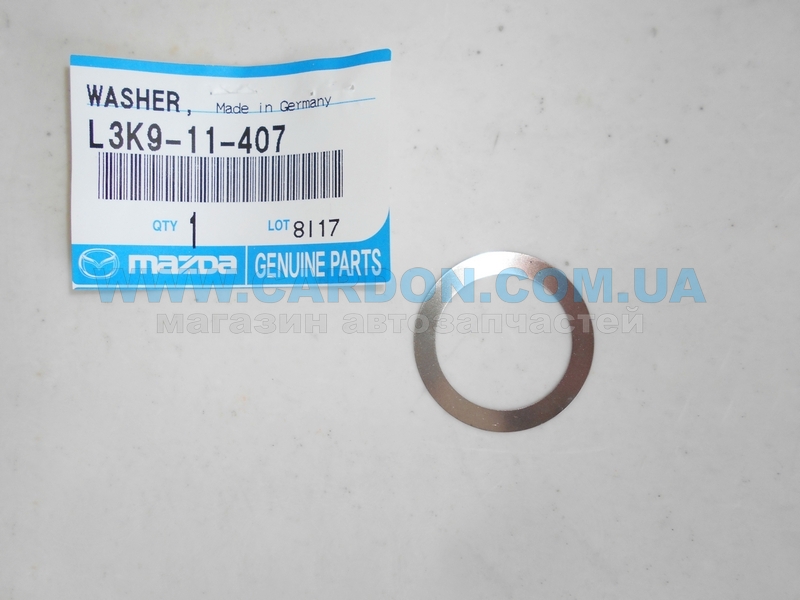 WASHER, Made in Germany
L3K9-11-407
QTY 1 LOT 8I17
mazda GENUINE PARTS
WWW.CARDON.COM.UA
магазин автозапчастей